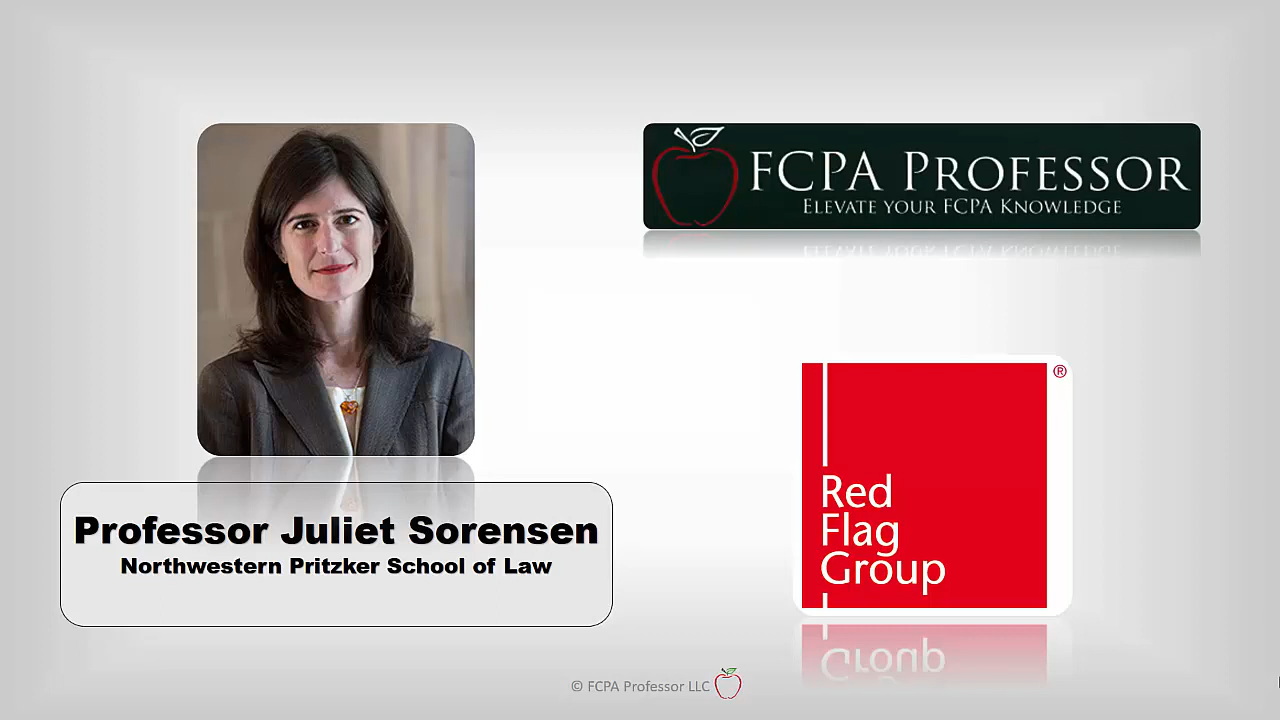 FCPA PROFESSOR
ELEVATE YOUR FCPA KNOWLEDGE
Professor Juliet Sorensen
Northwestern Pritzker School of Law
®
Red
Flag
Group
© FCPA Professor LLC